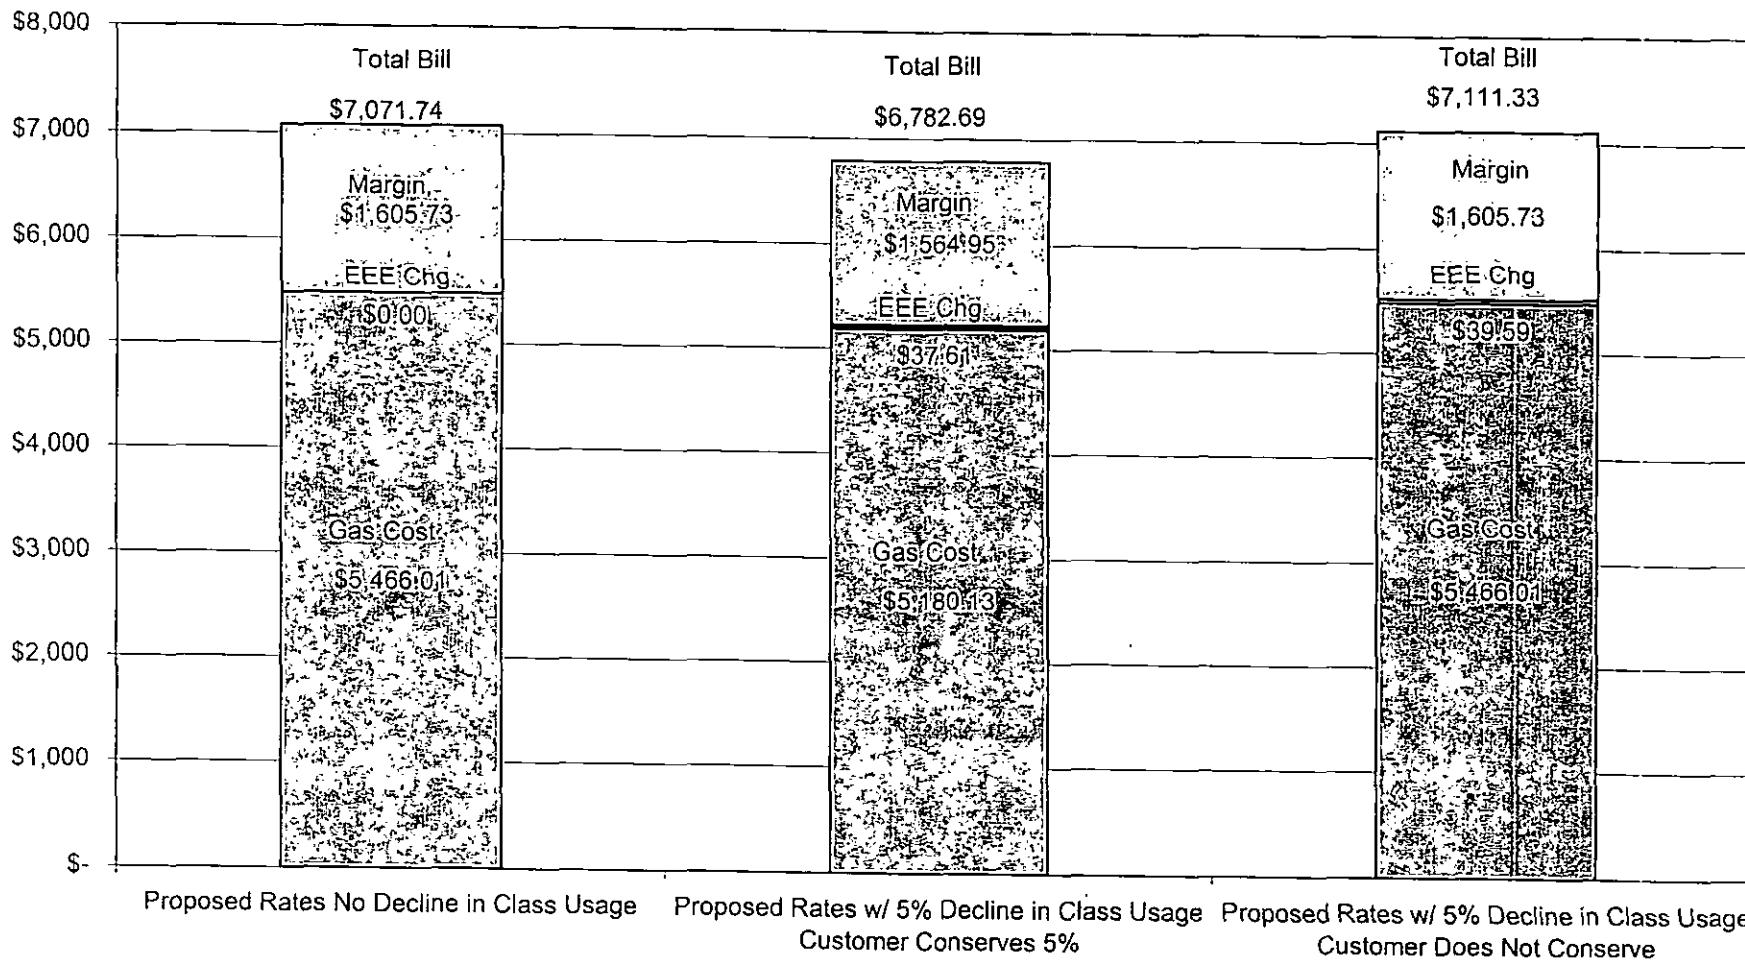 $8,000
$7,000
$6,000
$5,000
$4,000
$3,000
$2,000
$1,000
$-
Total Bill
$7,071.74
Margin,
$1,605.73
EEE Chg
$0.00
Gas Cost
$5,466.01
Total Bill
$6,782.69
Margin
$1,564.95
EEE Chg
$37.61
Gas Cost
$5,180.13
Total Bill
$7,111.33
Margin
$1,605.73
EEE Chg
$39.59
Gas Cost
$5,466.01
Proposed Rates No Decline in Class Usage
Proposed Rates w/ 5% Decline in Class Usage
Customer Conserves 5%
Proposed Rates w/ 5% Decline in Class Usage
Customer Does Not Conserve